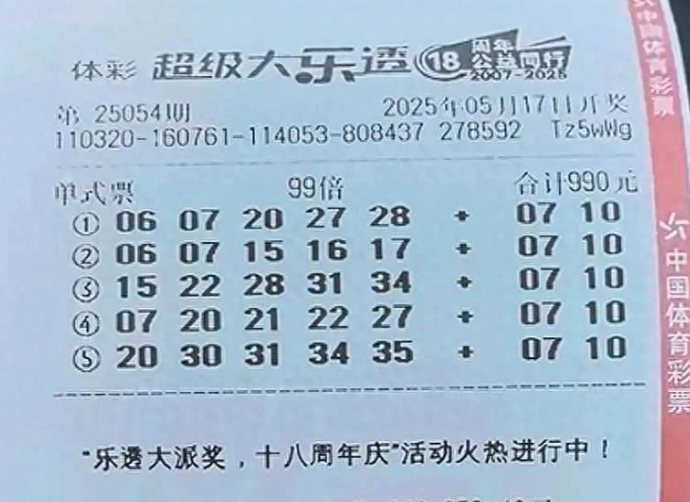 体彩 超级大乐透 18 周年 公益同行 2007-2025
第 25054期 2025年05月17日开奖
110320-160761-114053-808437 278592 Tz5wWg
单式票 99倍 合计990元
① 06 07 20 27 28 + 07 10
② 06 07 15 16 17 + 07 10
③ 15 22 28 31 34 + 07 10
④ 07 20 21 22 27 + 07 10
⑤ 20 30 31 34 35 + 07 10
"乐透大派奖，十八周年庆"活动火热进行中！
中国体育彩票
中国体育彩票